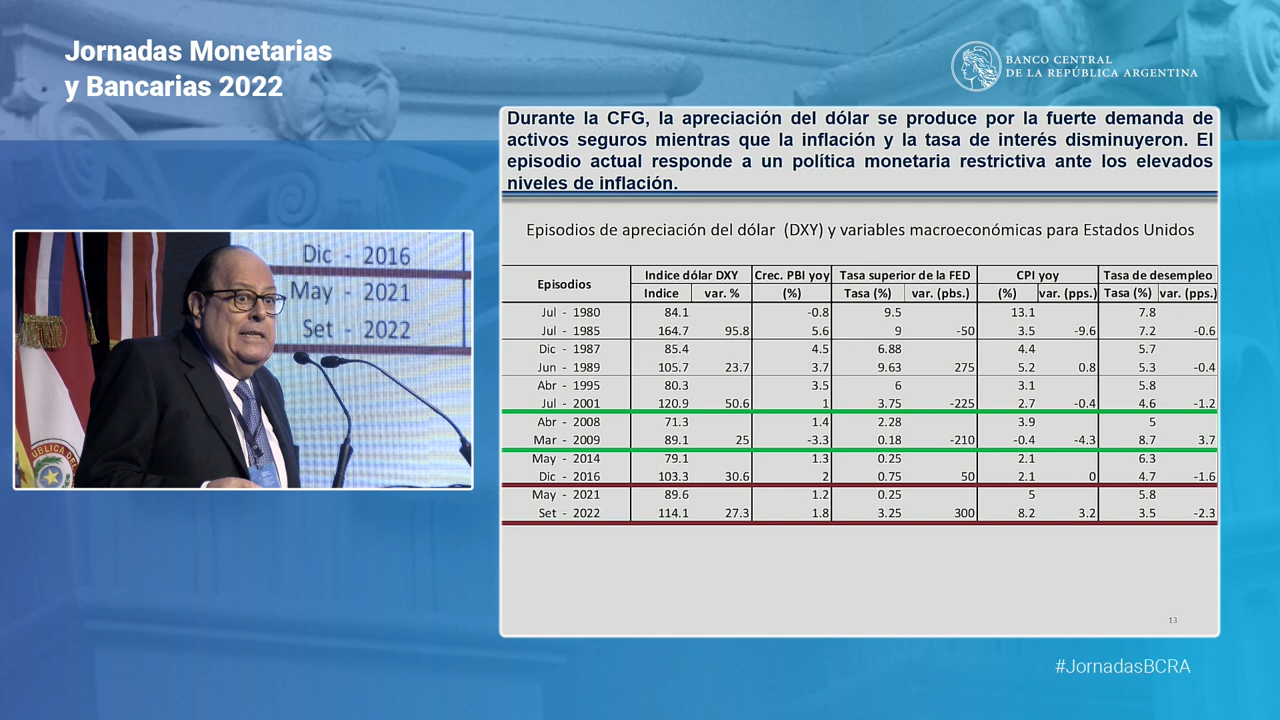 Jornadas Monetarias
y Bancarias 2022
BANCO CENTRAL
DE LA REPÚBLICA ARGENTINA
Durante la CFG, la apreciación del dólar se produce por la fuerte demanda de
activos seguros mientras que la inflación y la tasa de interés disminuyeron. El
episodio actual responde a un política monetaria restrictiva ante los elevados
niveles de inflación.
Episodios de apreciación del dólar (DXY) y variables macroeconómicas para Estados Unidos
Episodios Indice dólar DXY Crec. PBI yoy Tasa superior de la FED CPI yoy Tasa de desempleo
Indice var. % (%) Tasa (%) var. (pbs.) (%) var. (pps.) Tasa (%) var. (pps.)
Jul - 1980 84.1 -0.8 9.5 13.1 7.8
Jul - 1985 164.7 95.8 5.6 9 -50 3.5 -9.6 7.2 -0.6
Dic - 1987 85.4 4.5 6.88 4.4 5.7
Jun - 1989 105.7 23.7 3.7 9.63 275 5.2 0.8 5.3 -0.4
Abr - 1995 80.3 3.5 6 3.1 5.8
Jul - 2001 120.9 50.6 1 3.75 -225 2.7 -0.4 4.6 -1.2
Abr - 2008 71.3 1.4 2.28 3.9 5
Mar - 2009 89.1 25 -3.3 0.18 -210 -0.4 -4.3 8.7 3.7
May - 2014 79.1 1.3 0.25 2.1 6.3
Dic - 2016 103.3 30.6 2 0.75 50 2.1 0 4.7 -1.6
May - 2021 89.6 1.2 0.25 5 5.8
Set - 2022 114.1 27.3 1.8 3.25 300 8.2 3.2 3.5 -2.3
13
Dic - 2016
May - 2021
Set - 2022
#JornadasBCRA